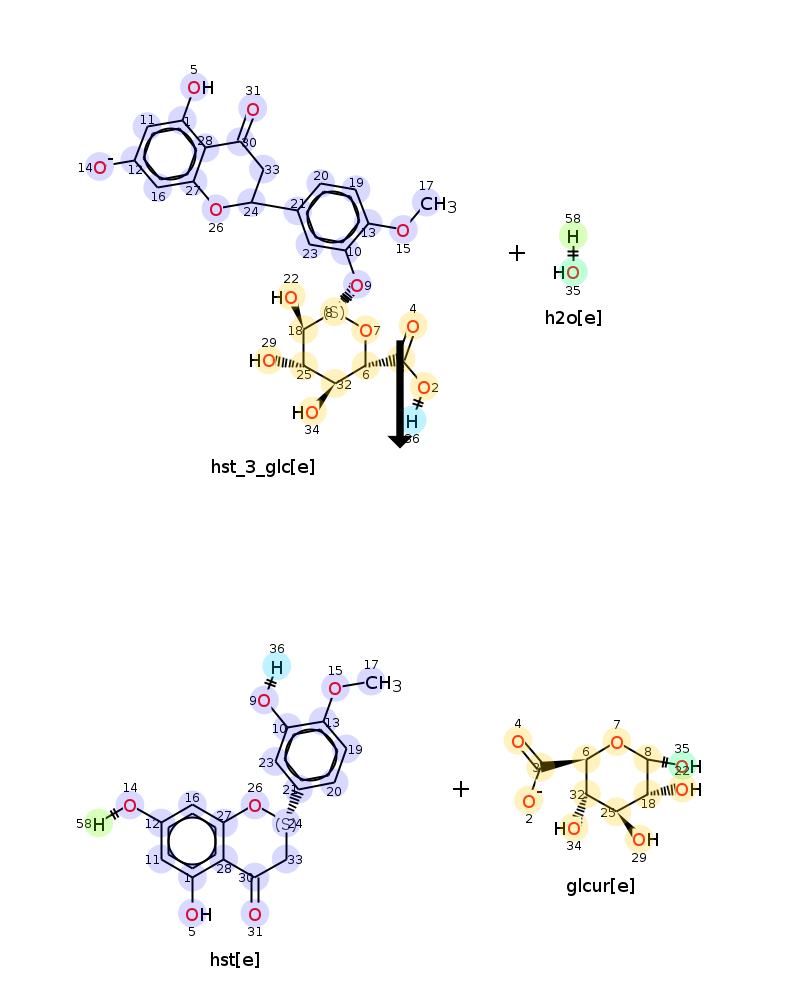 5
OH
31
O
11
1
28
30
14
O-
12
16
27
33
20
19
17
CH3
O
26
24
21
13
O
15
23
10
O
9
58
H
HO
35
h2o[e]
22
HO
8
(S)
4
O
18
O
7
29
HO
25
6
3
32
O
2
HO
34
H
36
+
hst_3_glc[e]
36
H
15
17
O
CH3
9
O
10
13
23
19
14
O
16
26
O
21
20
58
H
12
27
(S)
24
11
28
33
1
30
OH
5
O
31
hst[e]
+
4
O
7
O
3
6
8
35
OH
22
OH
O-
2
32
18
25
HO
34
OH
29
glcur[e]